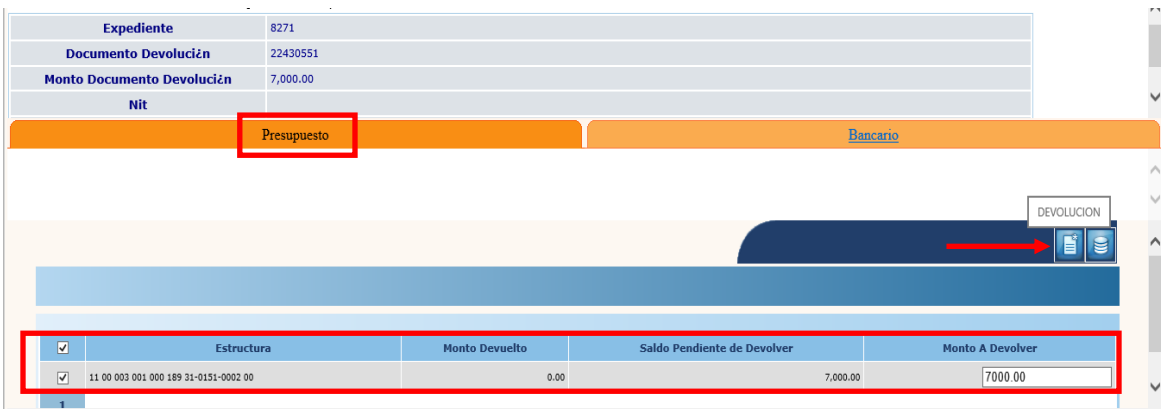 Expediente 8271
Documento Devoluci¿n 22430551
Monto Documento Devoluci¿n 7,000.00
Nit
Presupuesto Bancario
DEVOLUCION
Estructura Monto Devuelto Saldo Pendiente de Devolver Monto A Devolver
11 00 003 001 000 189 31-0151-0002 00 0.00 7,000.00 7000.00
1